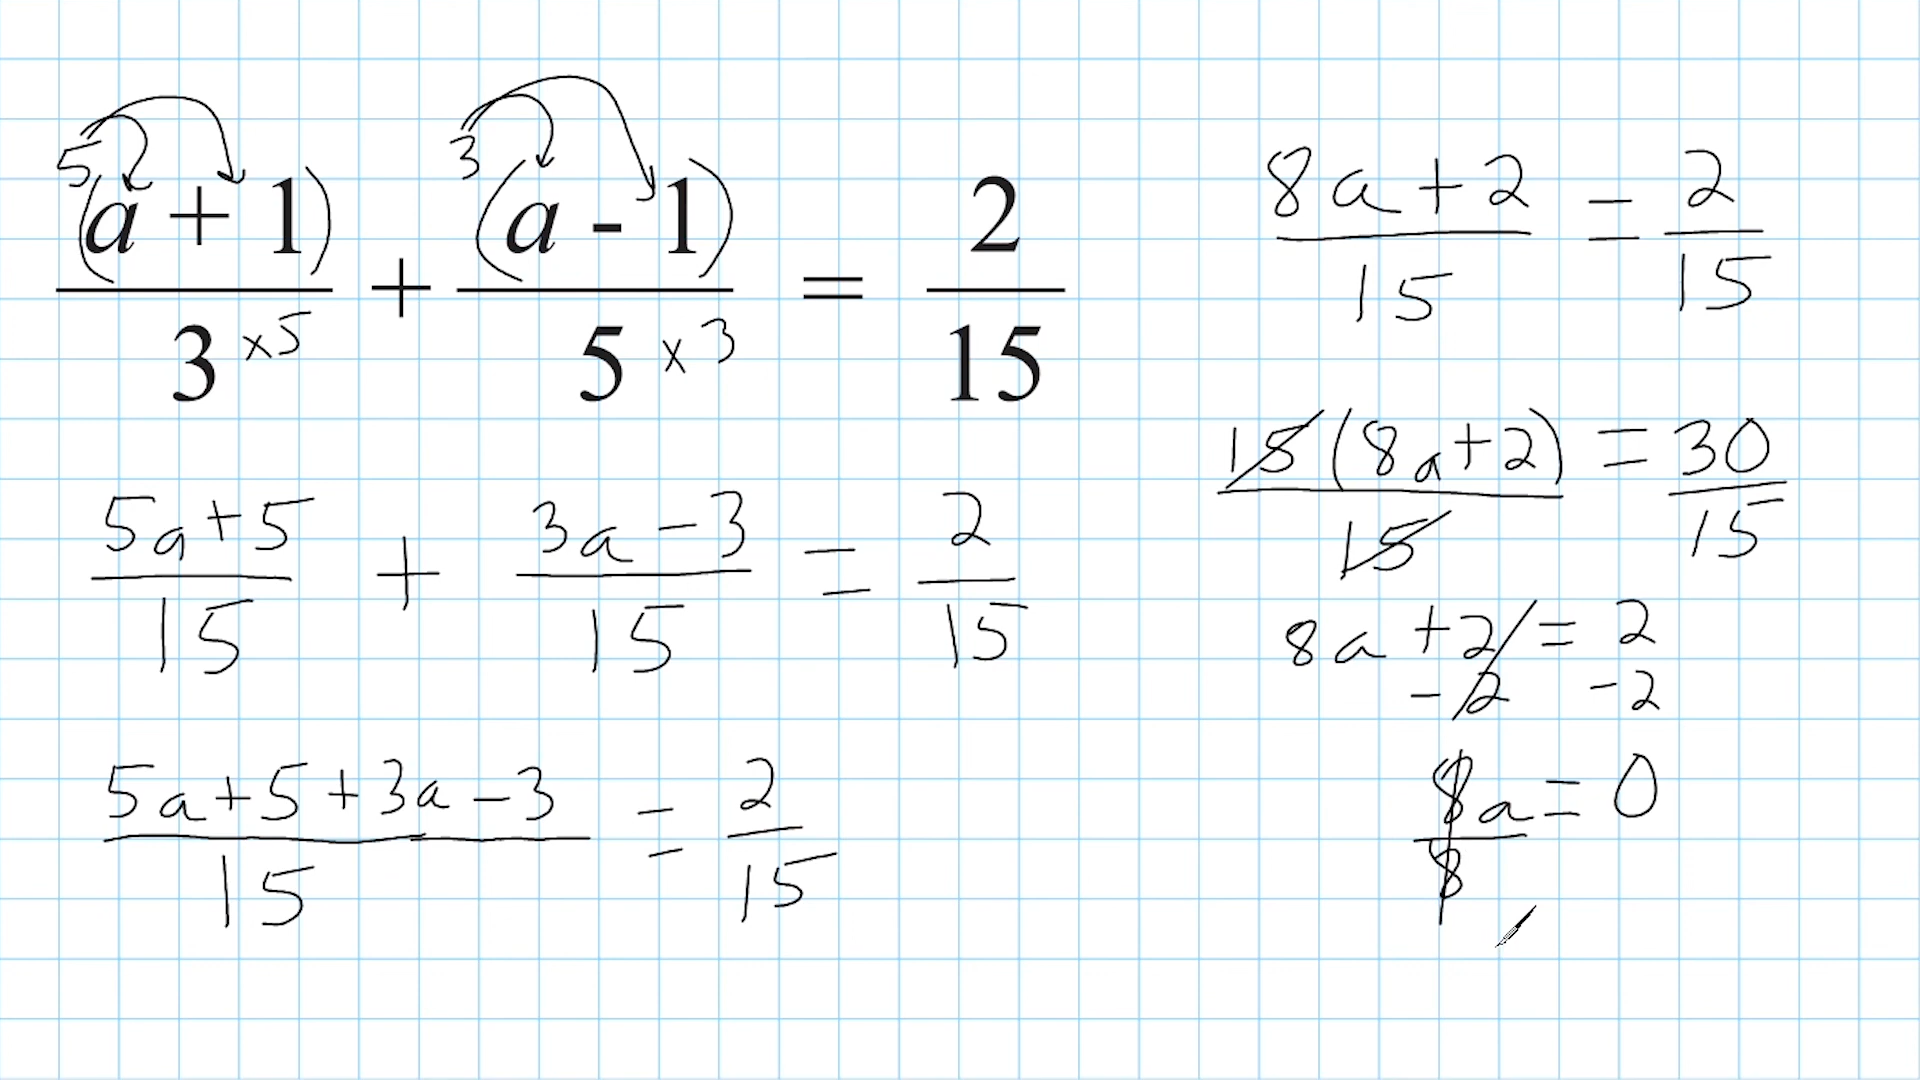 5(a + 1) 3(a - 1) 2
+ =
3 ×5 5 ×3 15
5a+5 + 3a-3 = 2
15 15 15
5a+5+3a-3 = 2
15 15
8a+2 = 2
15 15
15(8a+2) = 30
15 15
8a +2 = 2
-2 -2
8a = 0
8